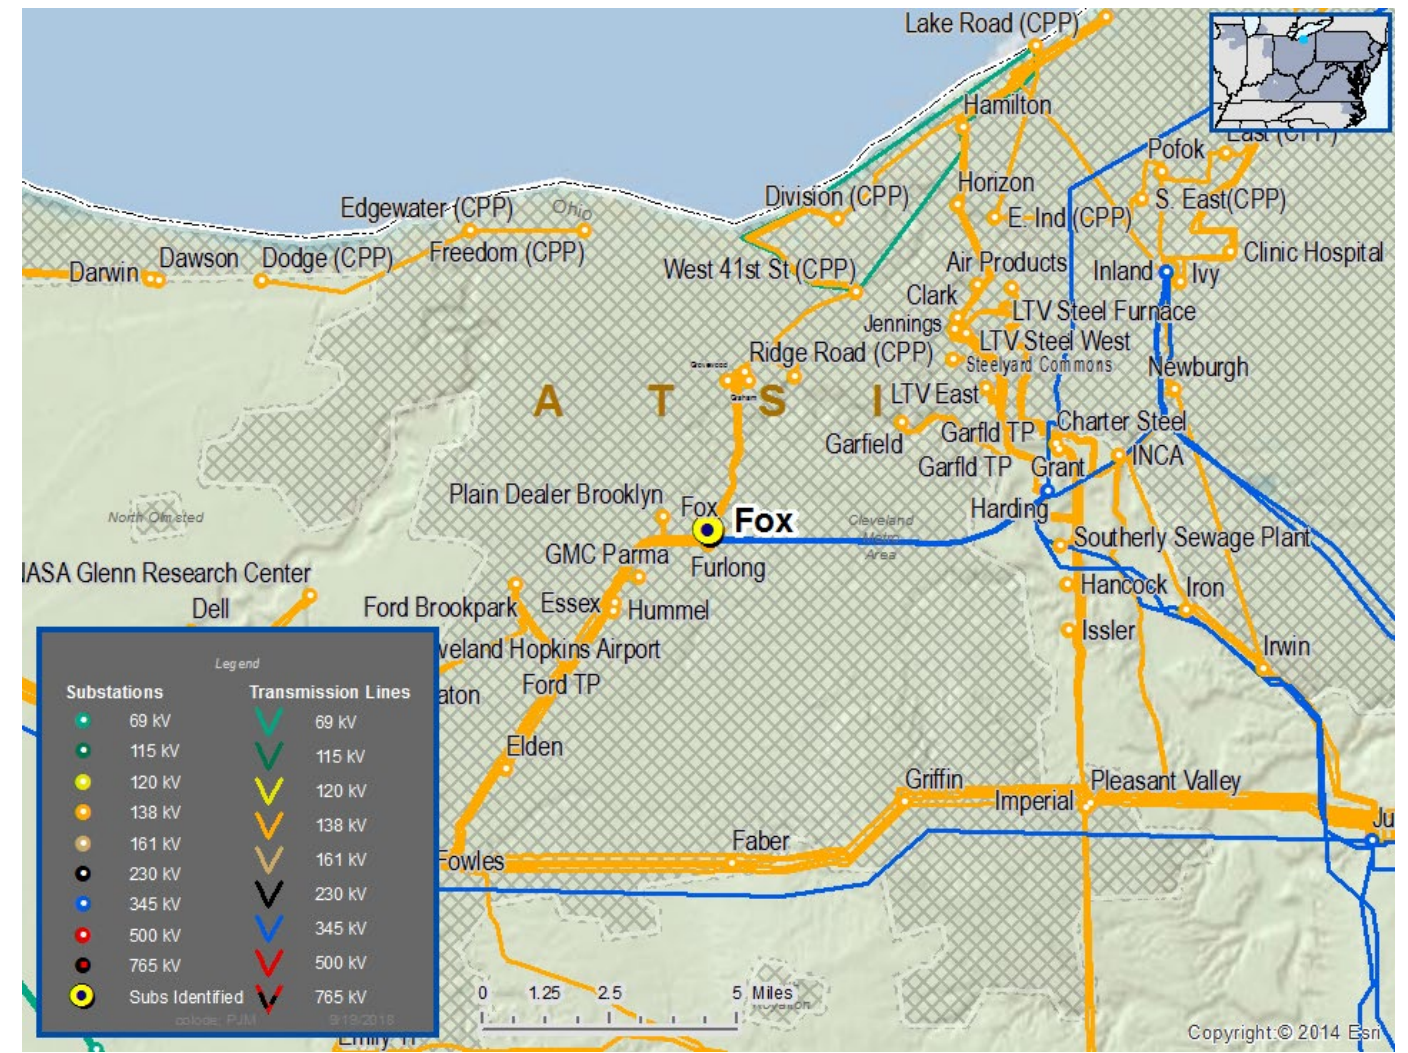 Lake Road (CPP)
Hamilton
East (CPP)
Pofok
Horizon
Division (CPP)
S. East(CPP)
Edgewater (CPP)
Ohio
E. Ind (CPP)
Freedom (CPP)
Clinic Hospital
Dawson
Dodge (CPP)
Darwin
West 41st St (CPP)
Air Products
Inland
Ivy
Clark
LTV Steel Furnace
Jennings
LTV Steel West
Ridge Road (CPP)
Steelyard Commons
Newburgh
A T S I
LTV East
Charter Steel
Garfld TP
Garfield
INCA
Garfld TP
Grant
Plain Dealer Brooklyn
Fox
Fox
Harding
North Olmsted
Cleveland
Metro
Area
Southerly Sewage Plant
GMC Parma
Furlong
NASA Glenn Research Center
Hancock
Iron
Dell
Ford Brookpark
Essex
Hummel
Issler
veland Hopkins Airport
Irwin
aton
Ford TP
Elden
Griffin
Pleasant Valley
Imperial
Ju
Faber
Fowles
Legend
Substations
Transmission Lines
69 kV
69 kV
115 kV
115 kV
120 kV
120 kV
138 kV
138 kV
161 kV
161 kV
230 kV
230 kV
345 kV
345 kV
500 kV
500 kV
765 kV
765 kV
Subs Identified
0 1.25 2.5 5 Miles
Copyright:© 2014 Esri